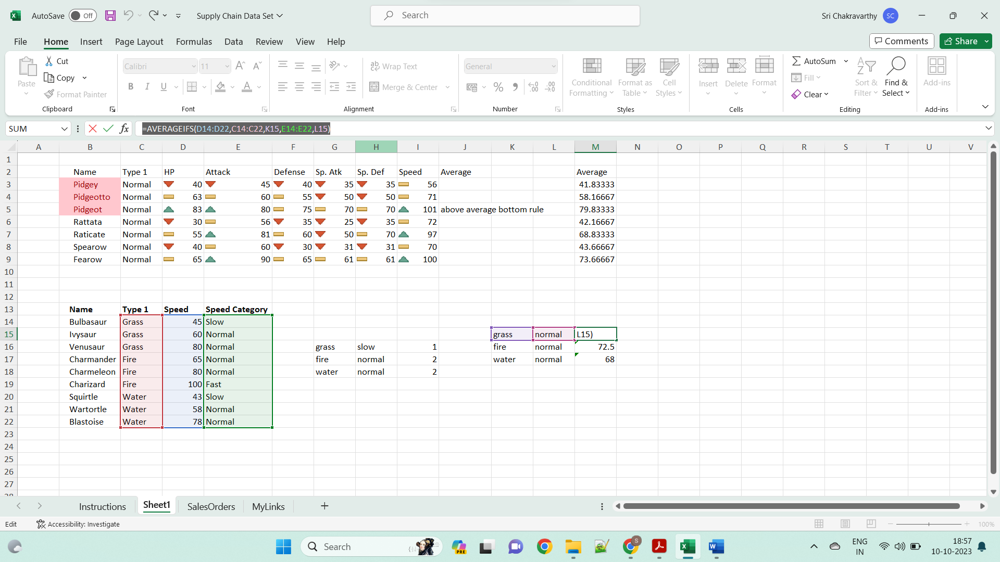 AutoSave Off Supply Chain Data Set Search Sri Chakravarthy SC
File Home Insert Page Layout Formulas Data Review View Help Comments Share
Paste Cut Copy Format Painter Clipboard
Calibri 11 B I U A Font
ab Wrap Text Merge & Center Alignment
General % Number
Conditional Formatting Format as Table Cell Styles Styles
Insert Delete Format Cells
AutoSum Fill Clear Sort & Filter Find & Select Editing
Add-ins Add-ins
SUM fx =AVERAGEIFS(D14:D22,C14:C22,K15,E14:E22,L15)
A B C D E F G H I J K L M N O P Q R S T U V
1
2 Name Type 1 HP Attack Defense Sp. Atk Sp. Def Speed Average Average
3 Pidgey Normal 40 45 40 35 35 56 41.83333
4 Pidgeotto Normal 63 60 55 50 50 71 58.16667
5 Pidgeot Normal 83 80 75 70 70 101 above average bottom rule 79.83333
6 Rattata Normal 30 56 35 25 35 72 42.16667
7 Raticate Normal 55 81 60 50 70 97 68.83333
8 Spearow Normal 40 60 30 31 31 70 43.66667
9 Fearow Normal 65 90 65 61 61 100 73.66667
10
11
12
13 Name Type 1 Speed Speed Category
14 Bulbasaur Grass 45 Slow
15 Ivysaur Grass 60 Normal grass normal L15)
16 Venusaur Grass 80 Normal grass slow 1 fire normal 72.5
17 Charmander Fire 65 Normal fire normal 2 water normal 68
18 Charmeleon Fire 80 Normal water normal 2
19 Charizard Fire 100 Fast
20 Squirtle Water 43 Slow
21 Wartortle Water 58 Normal
22 Blastoise Water 78 Normal
23
24
25
26
27
28
Instructions Sheet1 SalesOrders MyLinks
Edit Accessibility: Investigate 100%
Search PRE S ENG IN 18:57 10-10-2023